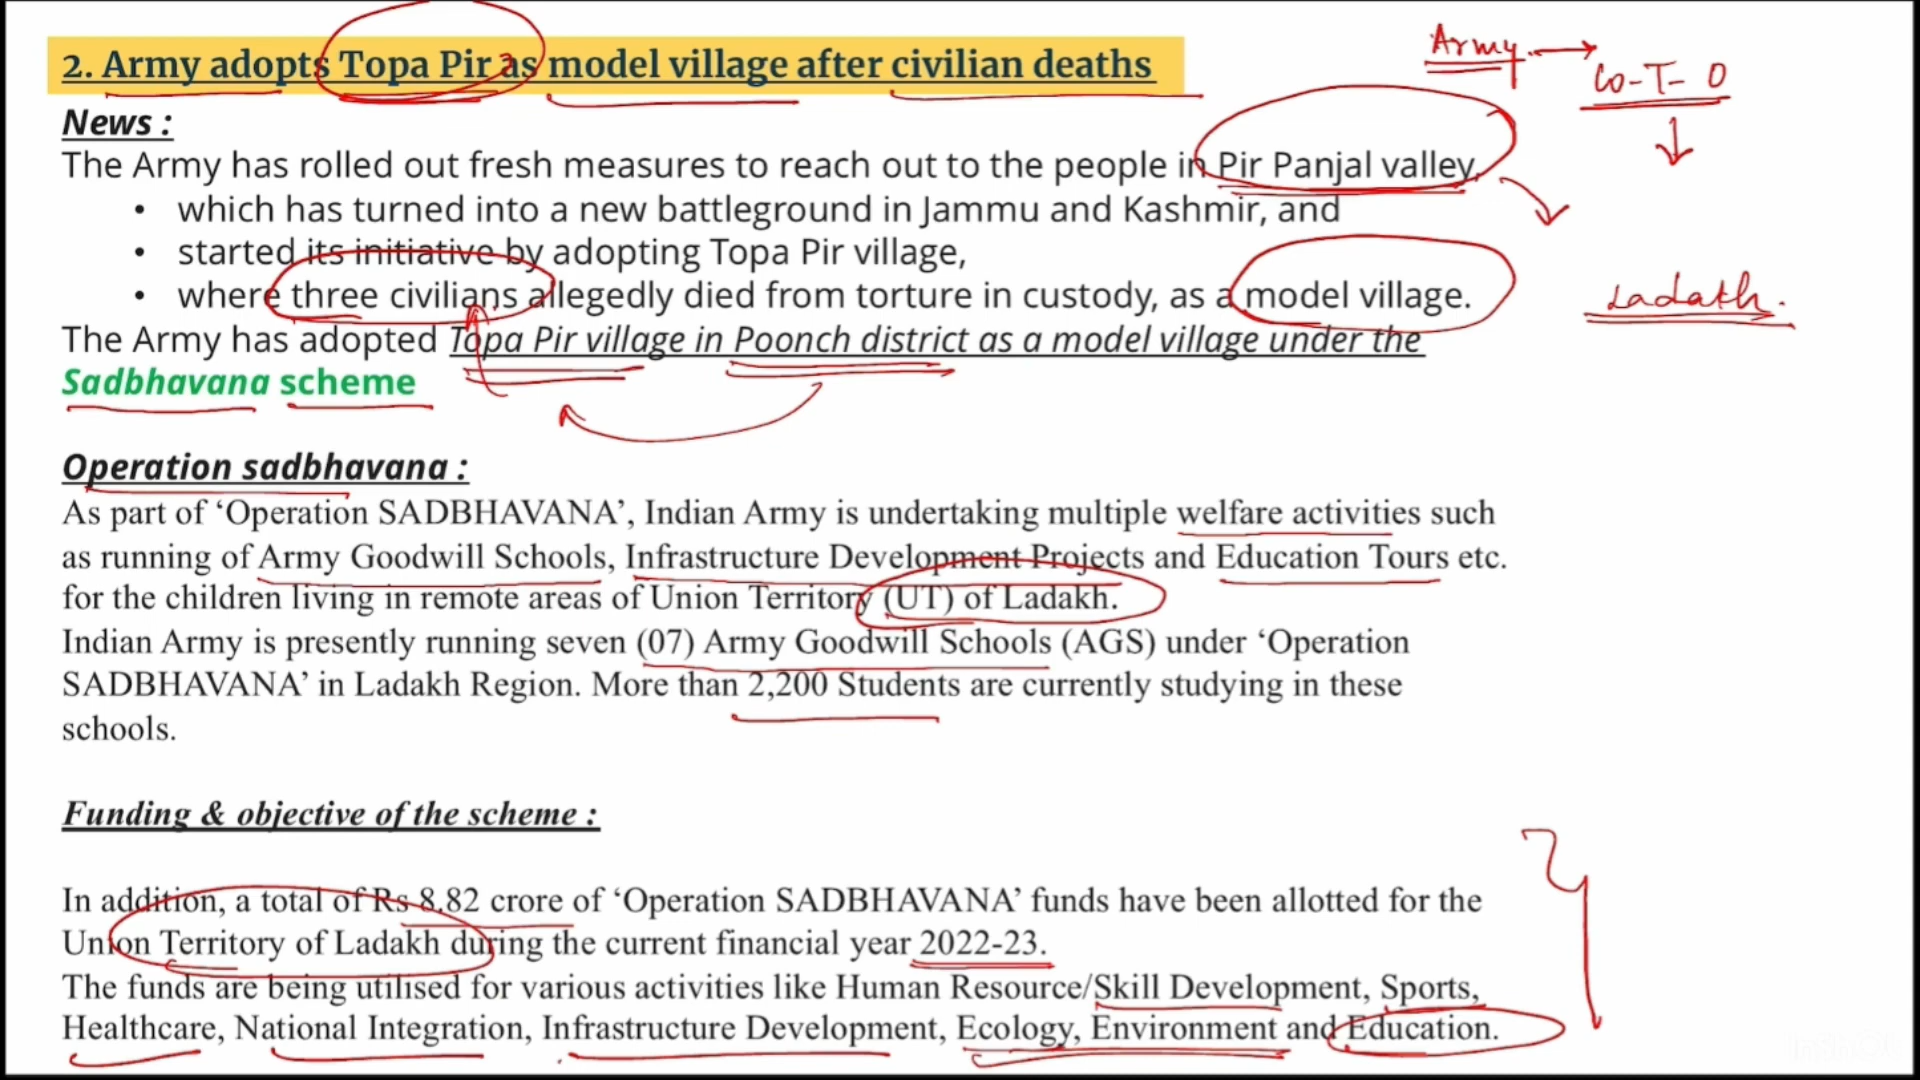 2. Army adopts Topa Pir as model village after civilian deaths
Army
Co-T-O
News :
The Army has rolled out fresh measures to reach out to the people in Pir Panjal valley,
• which has turned into a new battleground in Jammu and Kashmir, and
• started its initiative by adopting Topa Pir village,
• where three civilians allegedly died from torture in custody, as a model village.
Ladakh.
The Army has adopted Topa Pir village in Poonch district as a model village under the
Sadbhavana scheme
Operation sadbhavana :
As part of ‘Operation SADBHAVANA’, Indian Army is undertaking multiple welfare activities such
as running of Army Goodwill Schools, Infrastructure Development Projects and Education Tours etc.
for the children living in remote areas of Union Territory (UT) of Ladakh.
Indian Army is presently running seven (07) Army Goodwill Schools (AGS) under ‘Operation
SADBHAVANA’ in Ladakh Region. More than 2,200 Students are currently studying in these
schools.
Funding & objective of the scheme :
In addition, a total of Rs 8.82 crore of ‘Operation SADBHAVANA’ funds have been allotted for the
Union Territory of Ladakh during the current financial year 2022-23.
The funds are being utilised for various activities like Human Resource/Skill Development, Sports,
Healthcare, National Integration, Infrastructure Development, Ecology, Environment and Education.